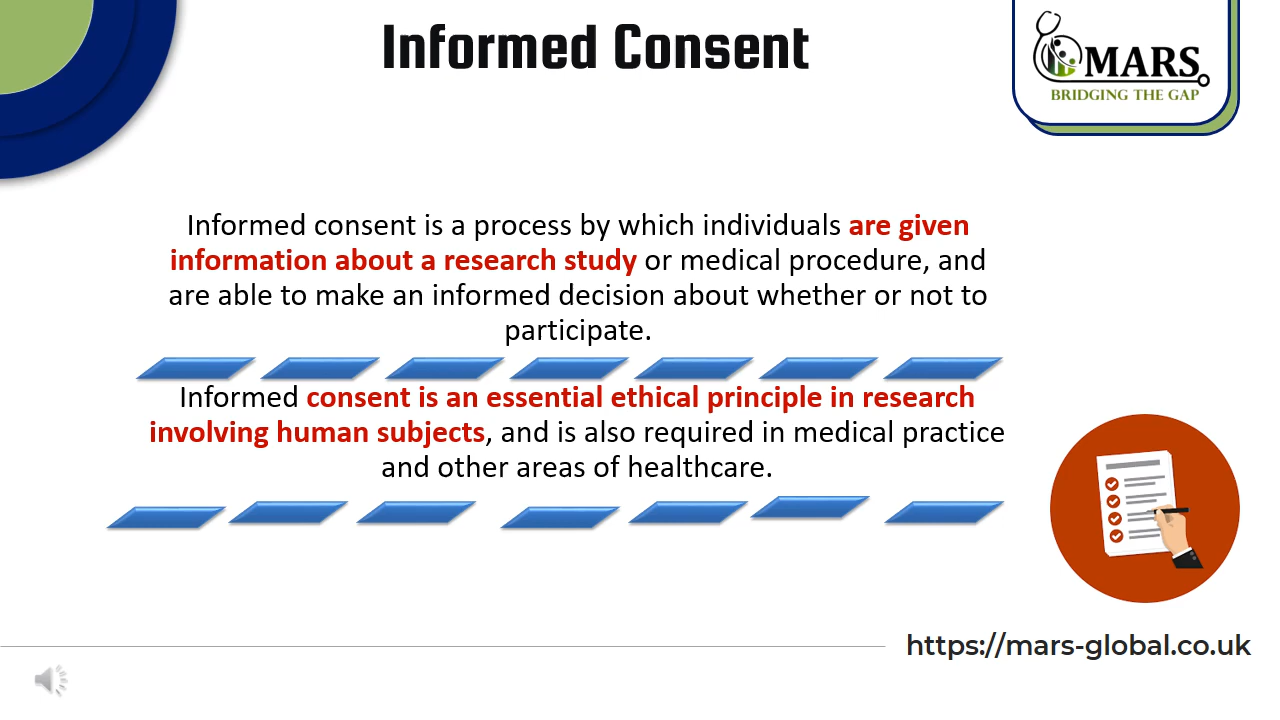 Informed Consent
MARS
BRIDGING THE GAP
Informed consent is a process by which individuals are given
information about a research study or medical procedure, and
are able to make an informed decision about whether or not to
participate.
Informed consent is an essential ethical principle in research
involving human subjects, and is also required in medical practice
and other areas of healthcare.
https://mars-global.co.uk